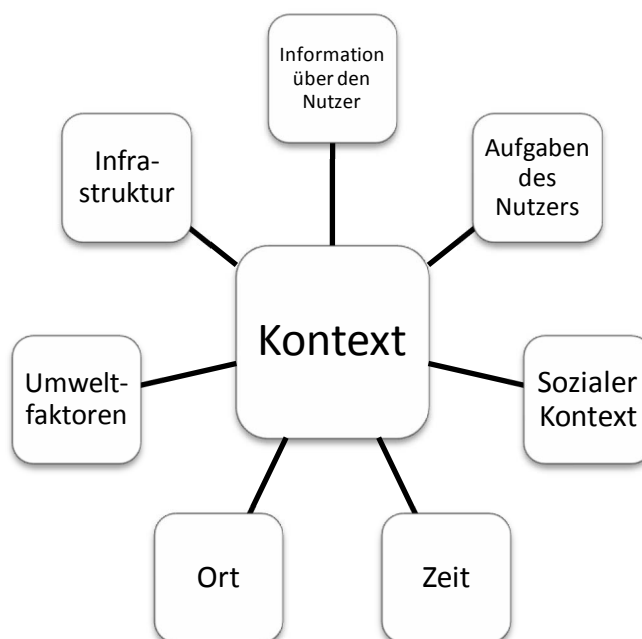 Information
über den
Nutzer
Infra-
struktur
Aufgaben
des
Nutzers
Kontext
Umwelt-
faktoren
Sozialer
Kontext
Ort
Zeit